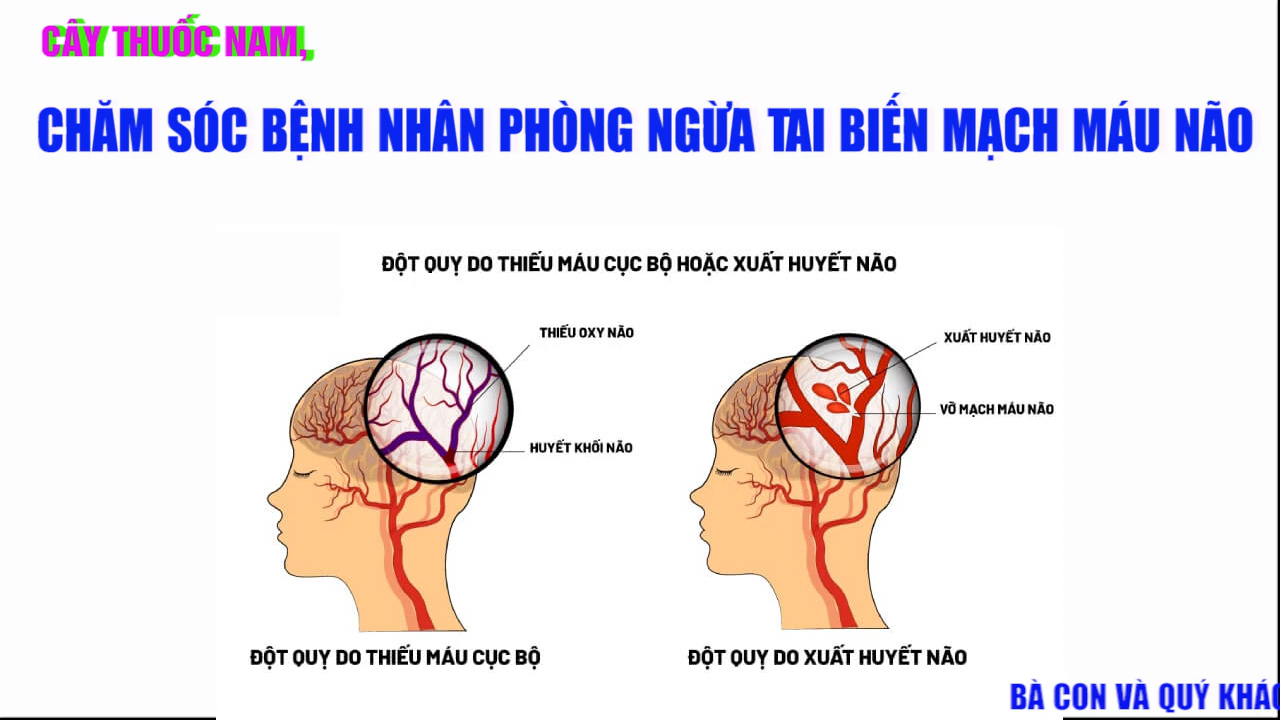 CÂY THUỐC NAM,
CHĂM SÓC BỆNH NHÂN PHÒNG NGỪA TAI BIẾN MẠCH MÁU NÃO
ĐỘT QUỴ DO THIẾU MÁU CỤC BỘ HOẶC XUẤT HUYẾT NÃO
THIẾU OXY NÃO
HUYẾT KHỐI NÃO
XUẤT HUYẾT NÃO
VỠ MẠCH MÁU NÃO
ĐỘT QUỴ DO THIẾU MÁU CỤC BỘ
ĐỘT QUỴ DO XUẤT HUYẾT NÃO
BÀ CON VÀ QUÝ